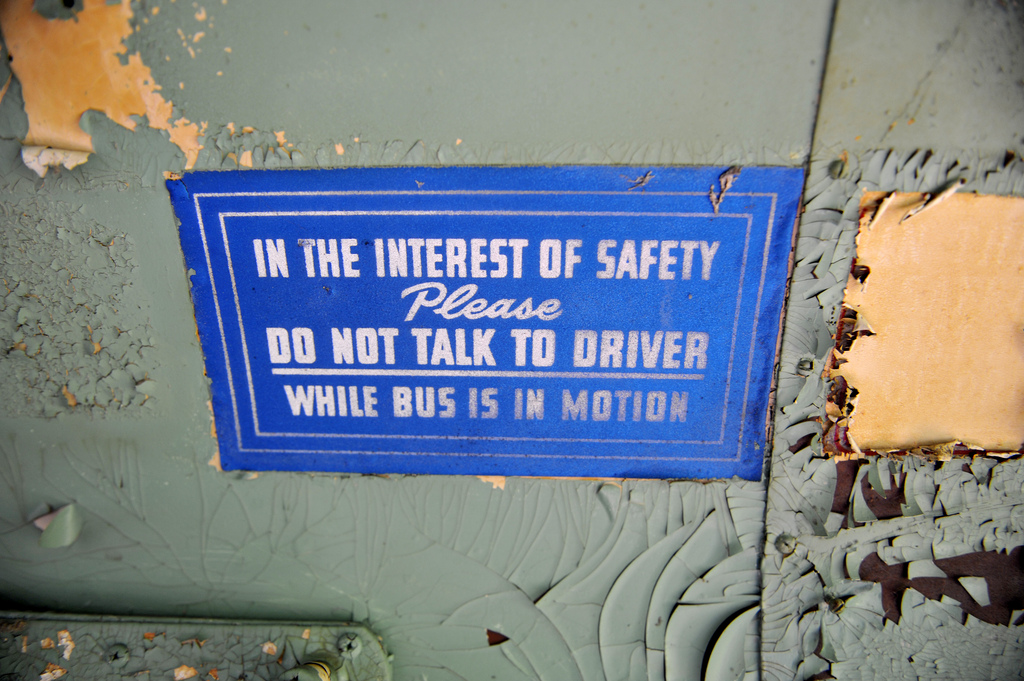 IN THE INTEREST OF SAFETY
Please
DO NOT TALK TO DRIVER
WHILE BUS IS IN MOTION